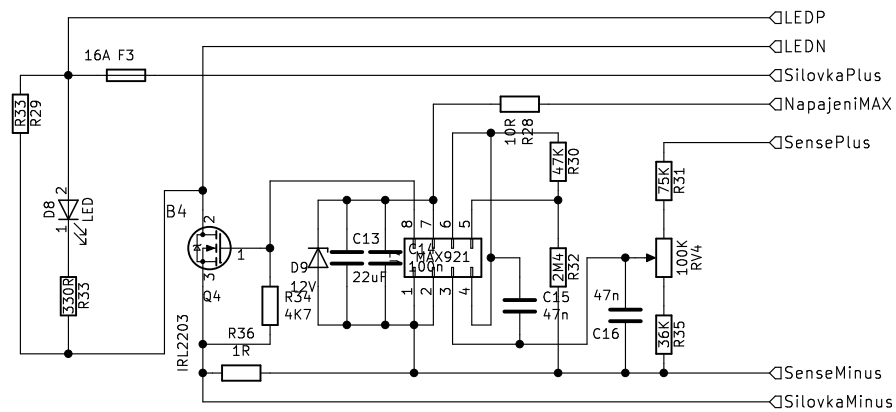 LEDP
LEDN
16A F3
SilovkaPlus
NapajeniMAX
R33
R29
10R
R28
SensePlus
47K
R30
75K
R31
D8
2
1
LED
B4
2
1
3
Q4
8
7
6
5
C13
C14
MAX921
100n
D9
12V
22uF
2M4
R32
100K
RV4
330R
R33
R34
4K7
1
2
3
4
C15
47n
47n
C16
36K
R35
IRL2203
R36
1R
SenseMinus
SilovkaMinus